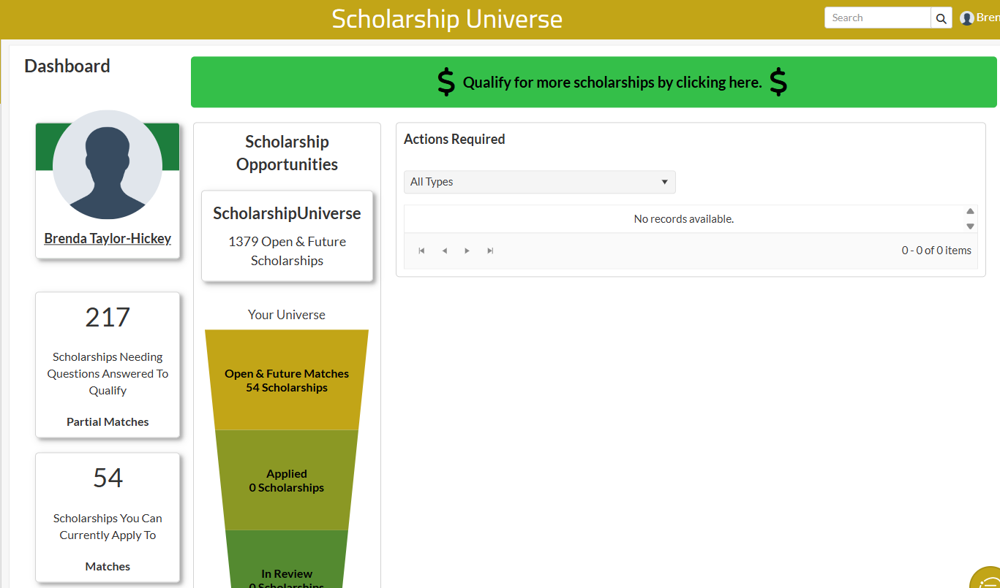 Scholarship Universe
Search
Bren
Dashboard
$ Qualify for more scholarships by clicking here. $
Brenda Taylor-Hickey
217
Scholarships Needing
Questions Answered To
Qualify
Partial Matches
54
Scholarships You Can
Currently Apply To
Matches
Scholarship
Opportunities
ScholarshipUniverse
1379 Open & Future
Scholarships
Your Universe
Open & Future Matches
54 Scholarships
Applied
0 Scholarships
In Review
0 Scholarships
Actions Required
All Types
No records available.
0 - 0 of 0 items